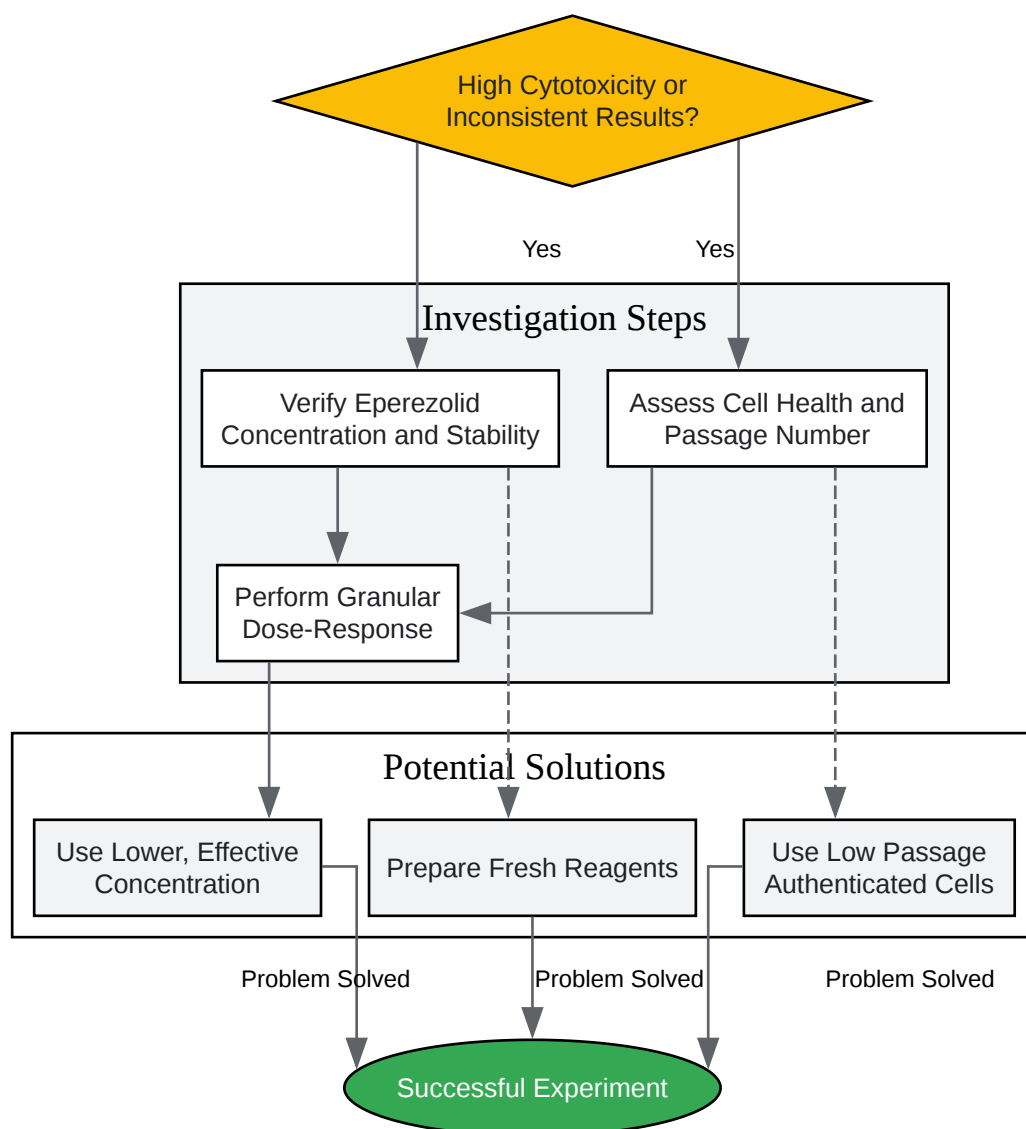 High Cytotoxicity or
Inconsistent Results?
Yes
Yes
Investigation Steps
Verify Eperezolid
Concentration and Stability
Assess Cell Health and
Passage Number
Perform Granular
Dose-Response
Potential Solutions
Use Lower, Effective
Concentration
Prepare Fresh Reagents
Use Low Passage
Authenticated Cells
Problem Solved
Problem Solved
Problem Solved
Successful Experiment